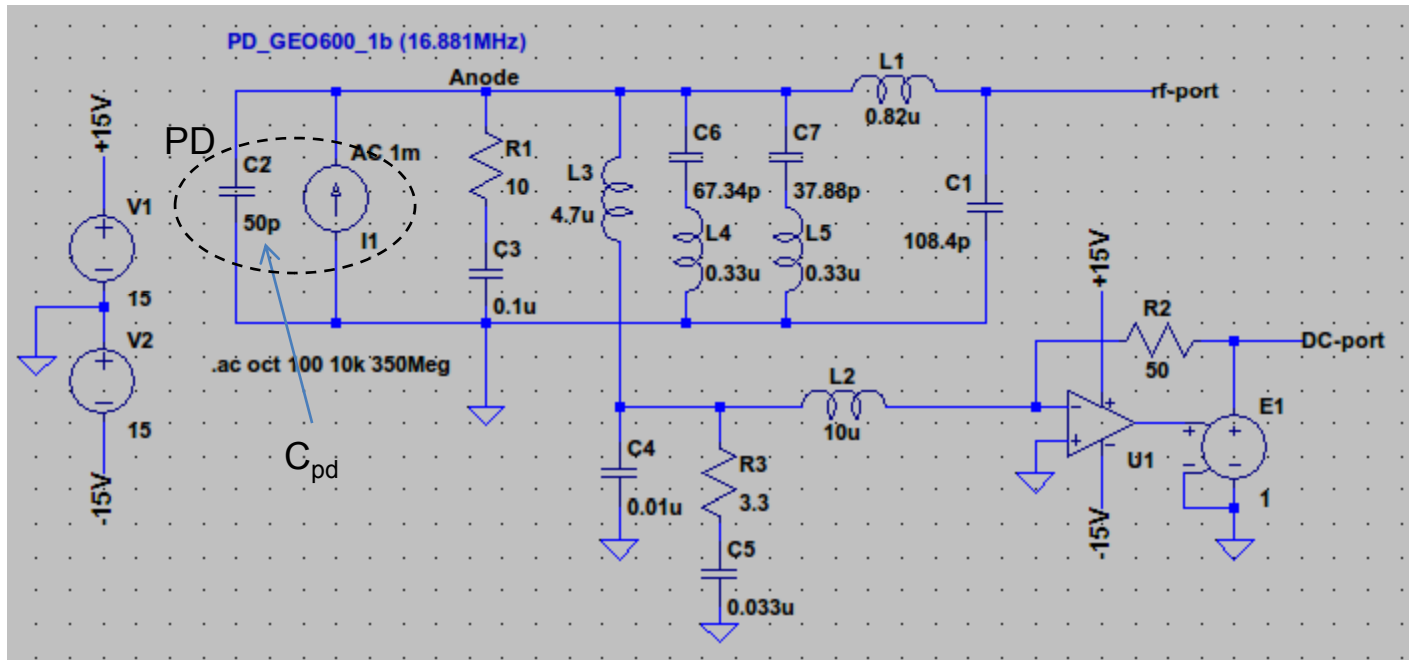 PD_GEO600_1b (16.881MHz)
Anode
L1
0.82u
rf-port
+15V
PD
C2
50p
AC 1m
I1
R1
10
C3
0.1u
L3
4.7u
C6
67.34p
L4
0.33u
C7
37.88p
L5
0.33u
C1
108.4p
V1
15
V2
15
-15V
.ac oct 100 10k 350Meg
Cpd
C4
0.01u
R3
3.3
C5
0.033u
L2
10u
+15V
R2
50
DC-port
U1
-15V
E1
1